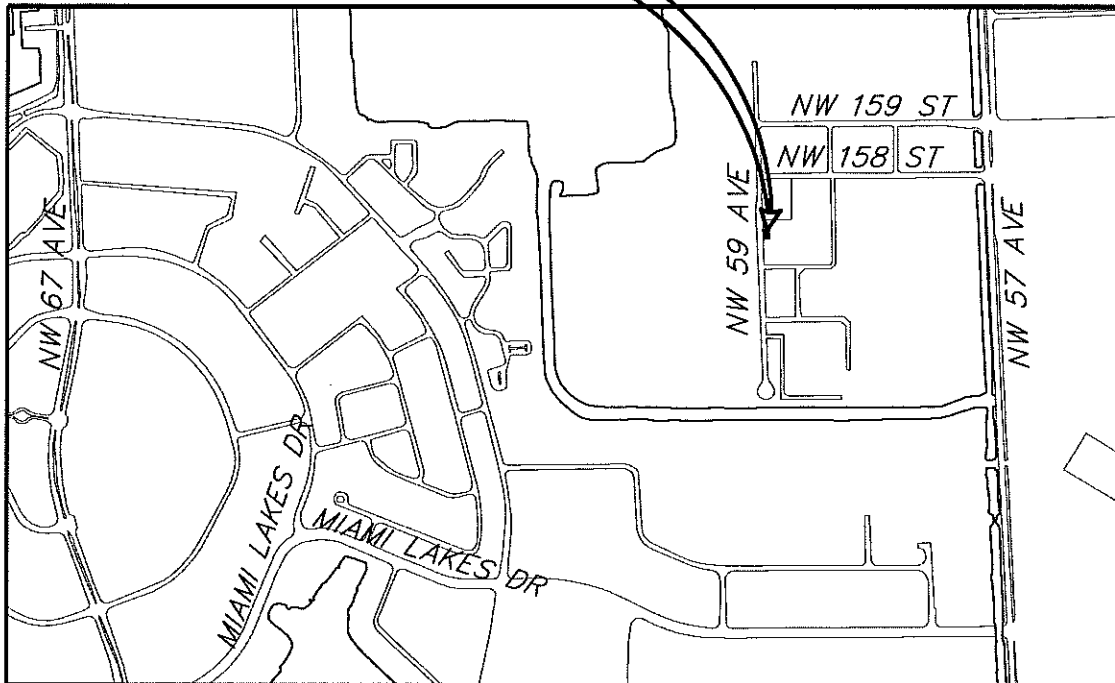 NW 159 ST
NW 158 ST
NW 67 AVE
NW 59 AVE
NW 57 AVE
MIAMI LAKES DR
MIAMI LAKES DR